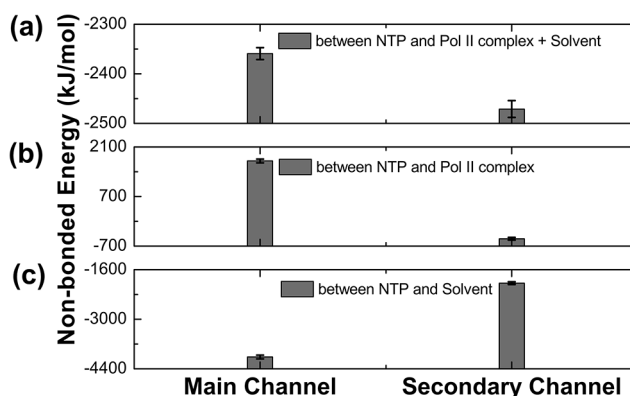 Non-bonded Energy (kJ/mol)
(a)
-2300
-2400
-2500
between NTP and Pol II complex + Solvent
(b)
2100
700
-700
between NTP and Pol II complex
(c)
-1600
-3000
-4400
between NTP and Solvent
Main Channel Secondary Channel